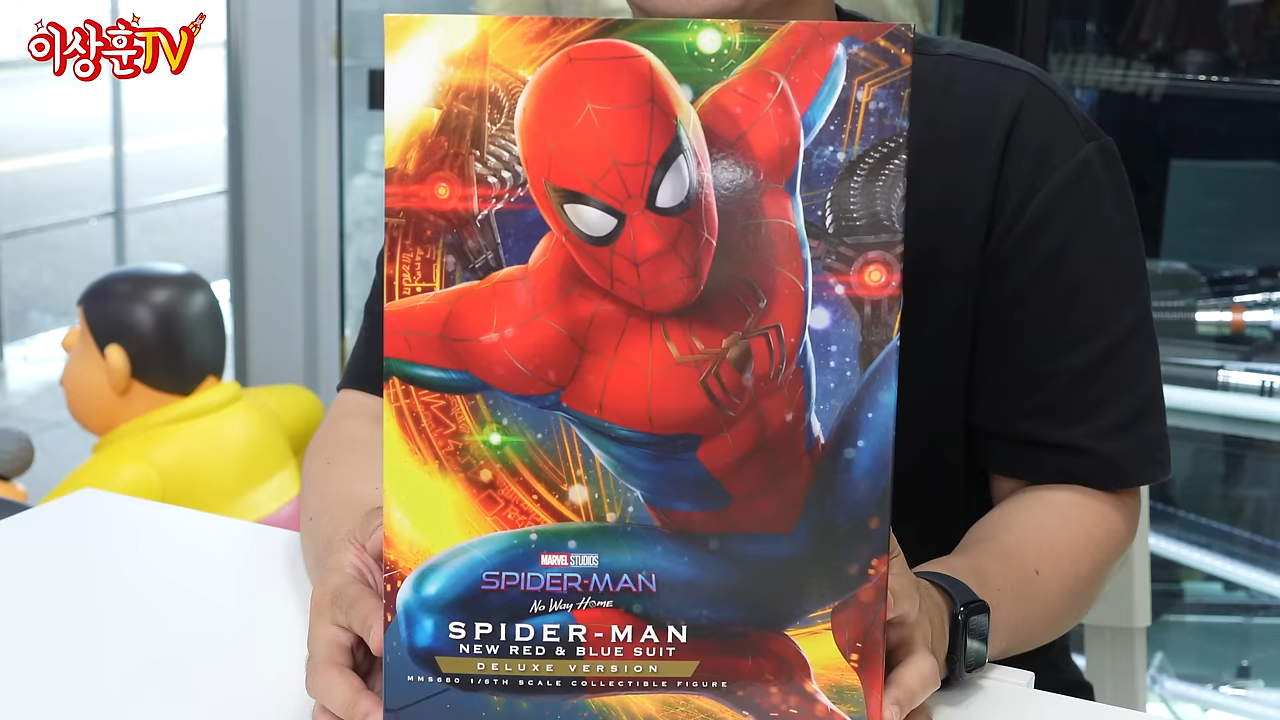 이상훈TV
MARVEL STUDIOS
SPIDER-MAN
No Way Home
SPIDER-MAN
NEW RED & BLUE SUIT
DELUXE VERSION
MMS680 1/6TH SCALE COLLECTIBLE FIGURE